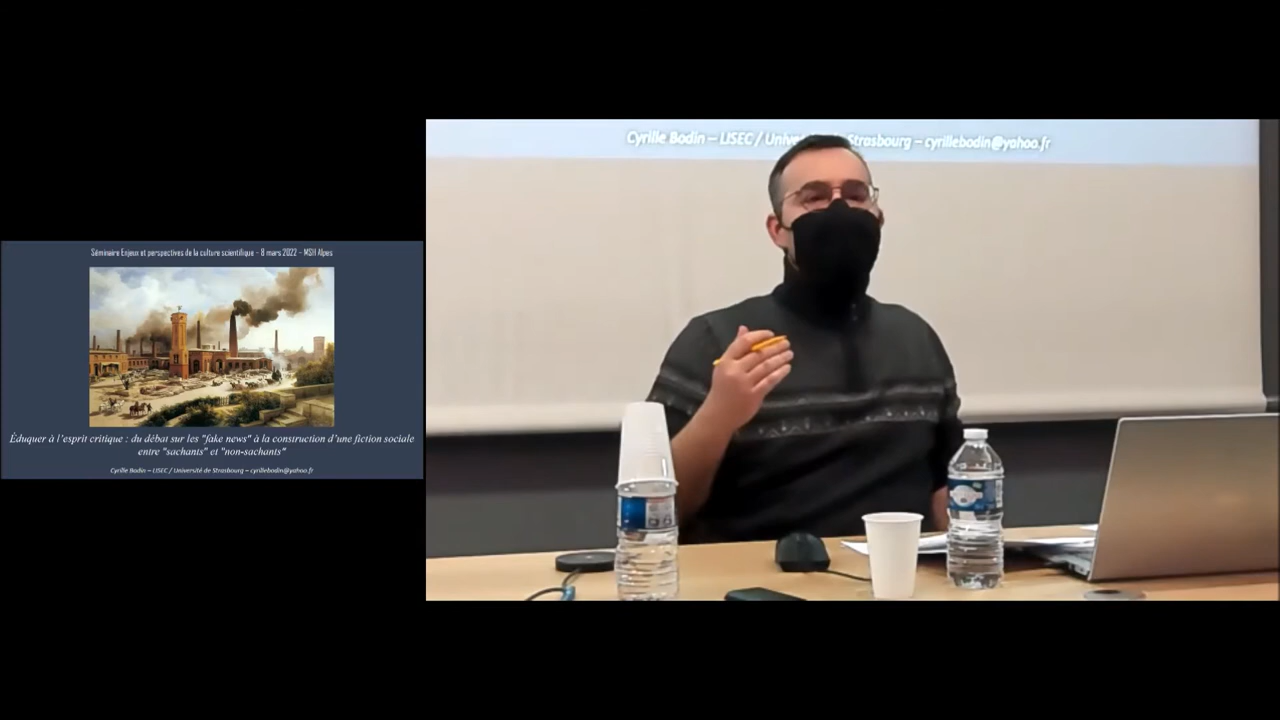 Séminaire Enjeux et perspectives de la culture scientifique – 8 mars 2022 – MSH Alpes
Éduquer à l'esprit critique : du débat sur les "fake news" à la construction d'une fiction sociale
entre "sachants" et "non-sachants"
Cyrille Bodin – LISEC / Université de Strasbourg – cyrillebodin@yahoo.fr
Cyrille Bodin – LISEC / Strasbourg – cyrillebodin@yahoo.fr